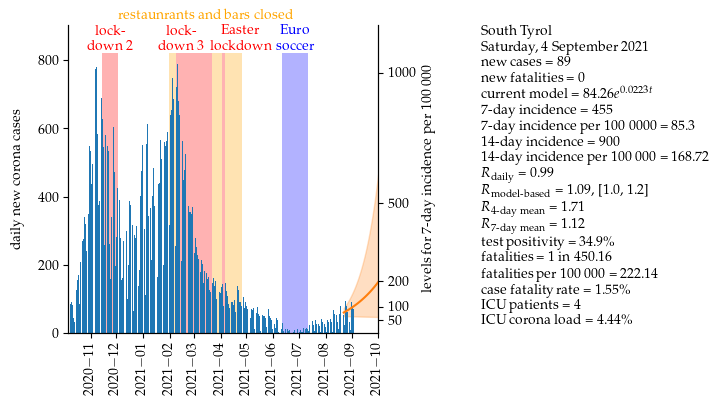 restaunrants and bars closed
lock-
down 2
lock-
down 3
Easter
lockdown
Euro
soccer
daily new corona cases
800
600
400
200
0
2020−11
2020−12
2021−01
2021−02
2021−03
2021−04
2021−05
2021−06
2021−07
2021−08
2021−09
2021−10
1000
500
200
100
50
levels for 7-day incidence per 100 000
South Tyrol
Saturday, 4 September 2021
new cases = 89
new fatalities = 0
current model = 84.26e^0.0223t
7-day incidence = 455
7-day incidence per 100 0000 = 85.3
14-day incidence = 900
14-day incidence per 100 000 = 168.72
R_daily = 0.99
R_model-based = 1.09, [1.0, 1.2]
R_4-day mean = 1.71
R_7-day mean = 1.12
test positivity = 34.9%
fatalities = 1 in 450.16
fatalities per 100 000 = 222.14
case fatality rate = 1.55%
ICU patients = 4
ICU corona load = 4.44%